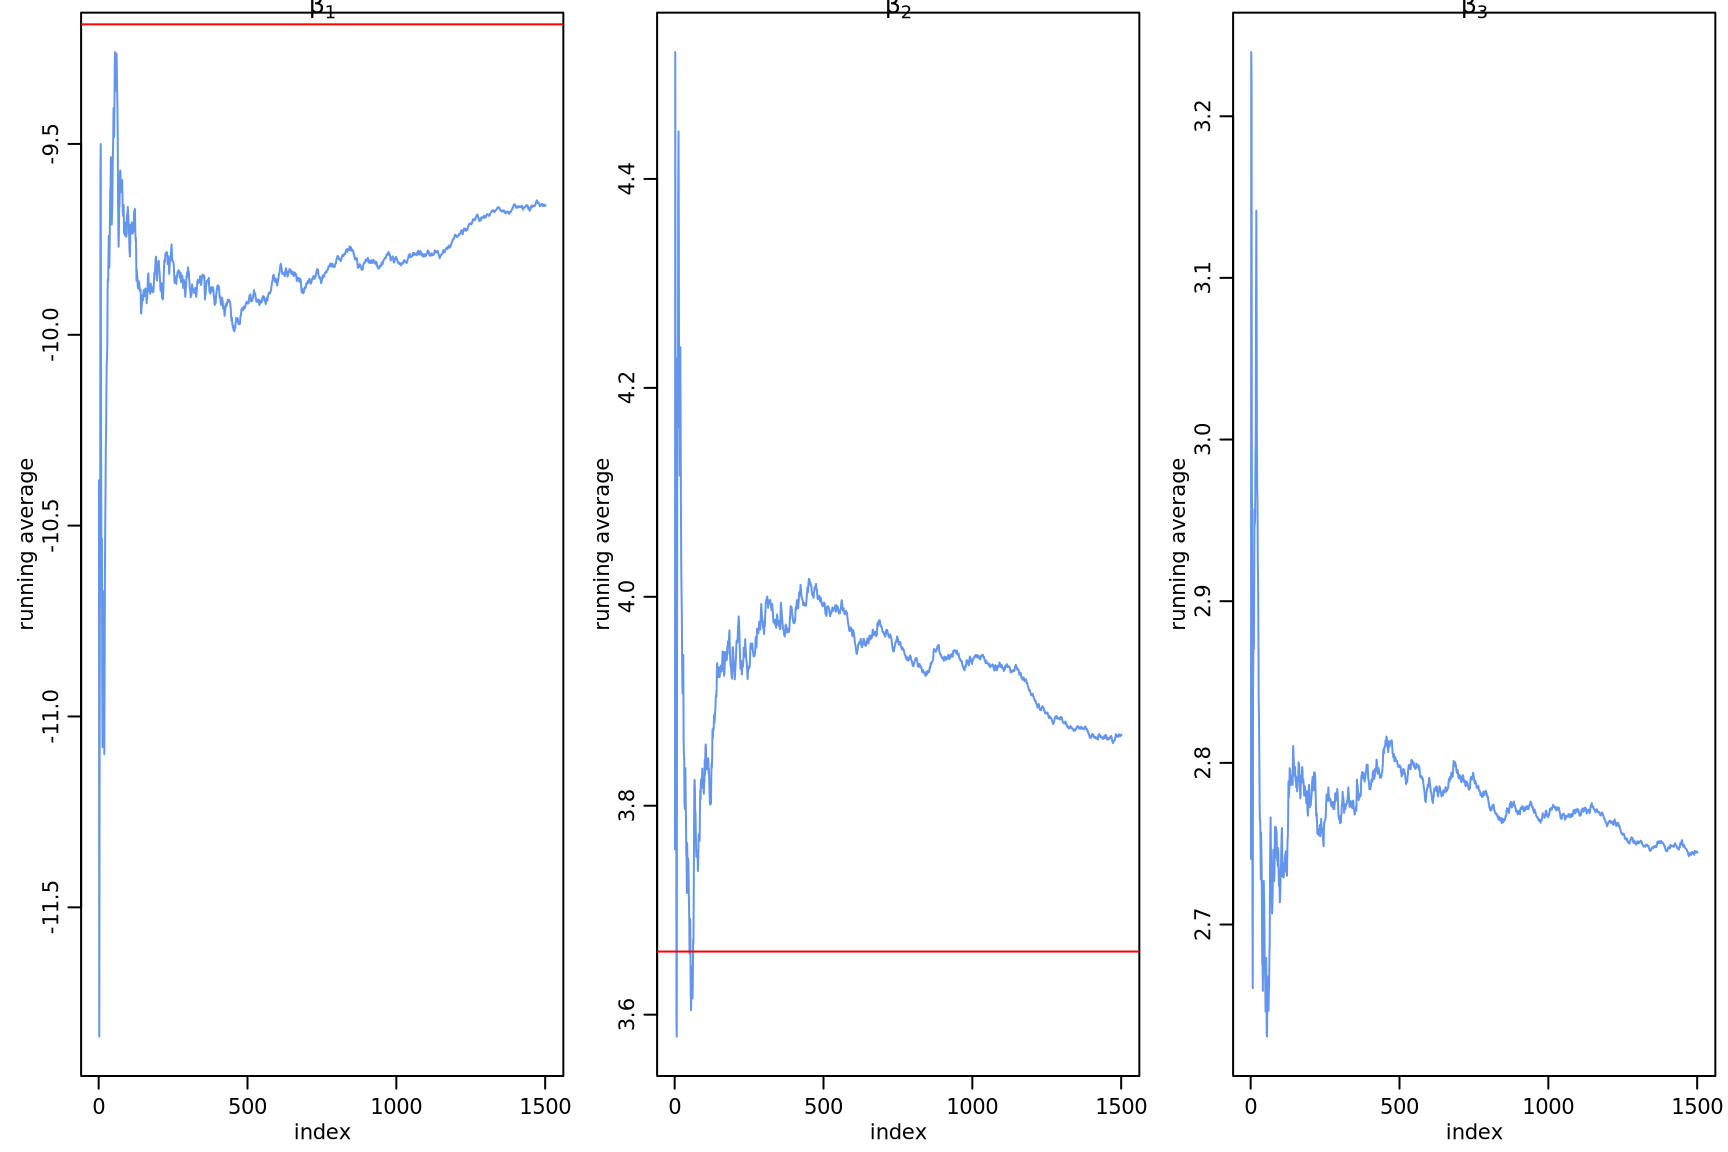 β₁
running average
-9.5
-10.0
-10.5
-11.0
-11.5
0 500 1000 1500
index
β₂
running average
4.4
4.2
4.0
3.8
3.6
0 500 1000 1500
index
β₃
running average
3.2
3.1
3.0
2.9
2.8
2.7
0 500 1000 1500
index